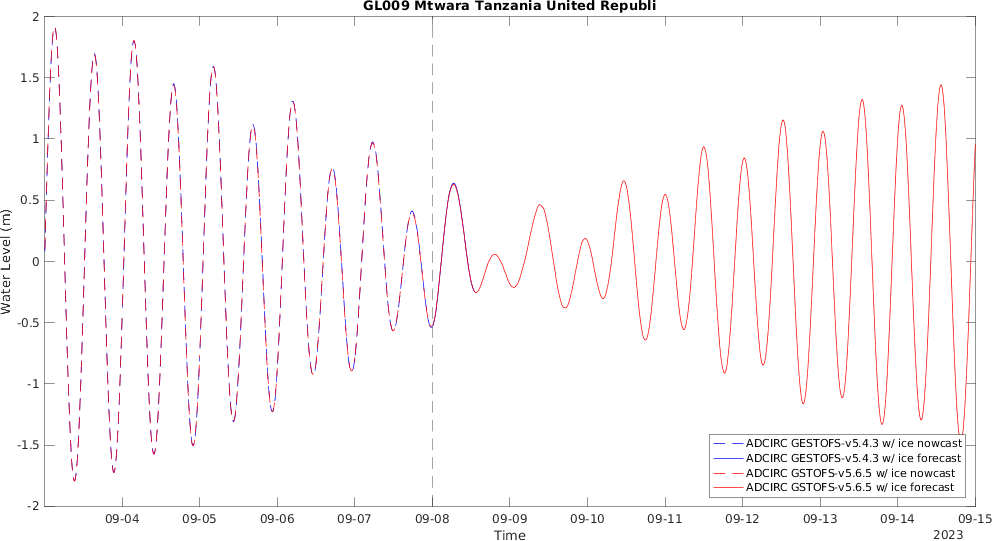 GL009 Mtwara Tanzania United Republi
2
1.5
1
0.5
0
-0.5
-1
-1.5
-2
Water Level (m)
ADCIRC GESTOFS-v5.4.3 w/ ice nowcast
ADCIRC GESTOFS-v5.4.3 w/ ice forecast
ADCIRC GSTOFS-v5.6.5 w/ ice nowcast
ADCIRC GSTOFS-v5.6.5 w/ ice forecast
09-04 09-05 09-06 09-07 09-08 09-09 09-10 09-11 09-12 09-13 09-14 09-15
Time
2023